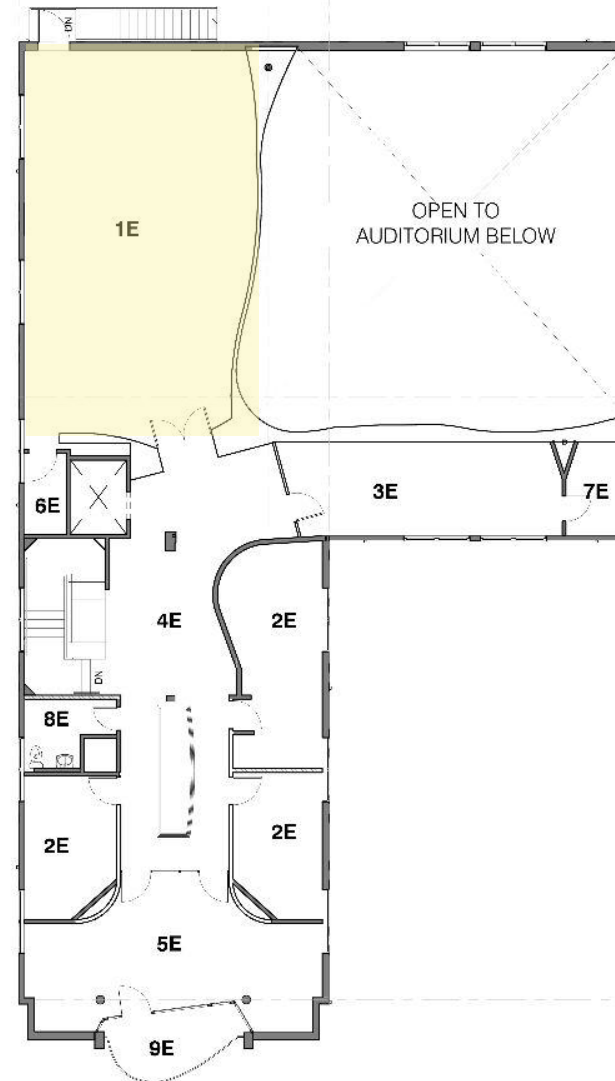 DN
1E
OPEN TO
AUDITORIUM BELOW
6E
3E
7E
4E
2E
DN
8E
2E
2E
5E
9E